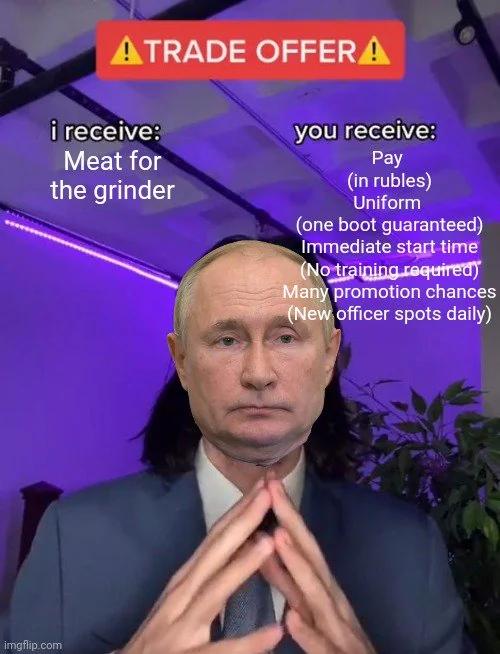 ⚠TRADE OFFER⚠
i receive:
Meat for
the grinder
you receive:
Pay
(in rubles)
Uniform
(one boot guaranteed)
Immediate start time
(No training required)
Many promotion chances
(New officer spots daily)
imgflip.com